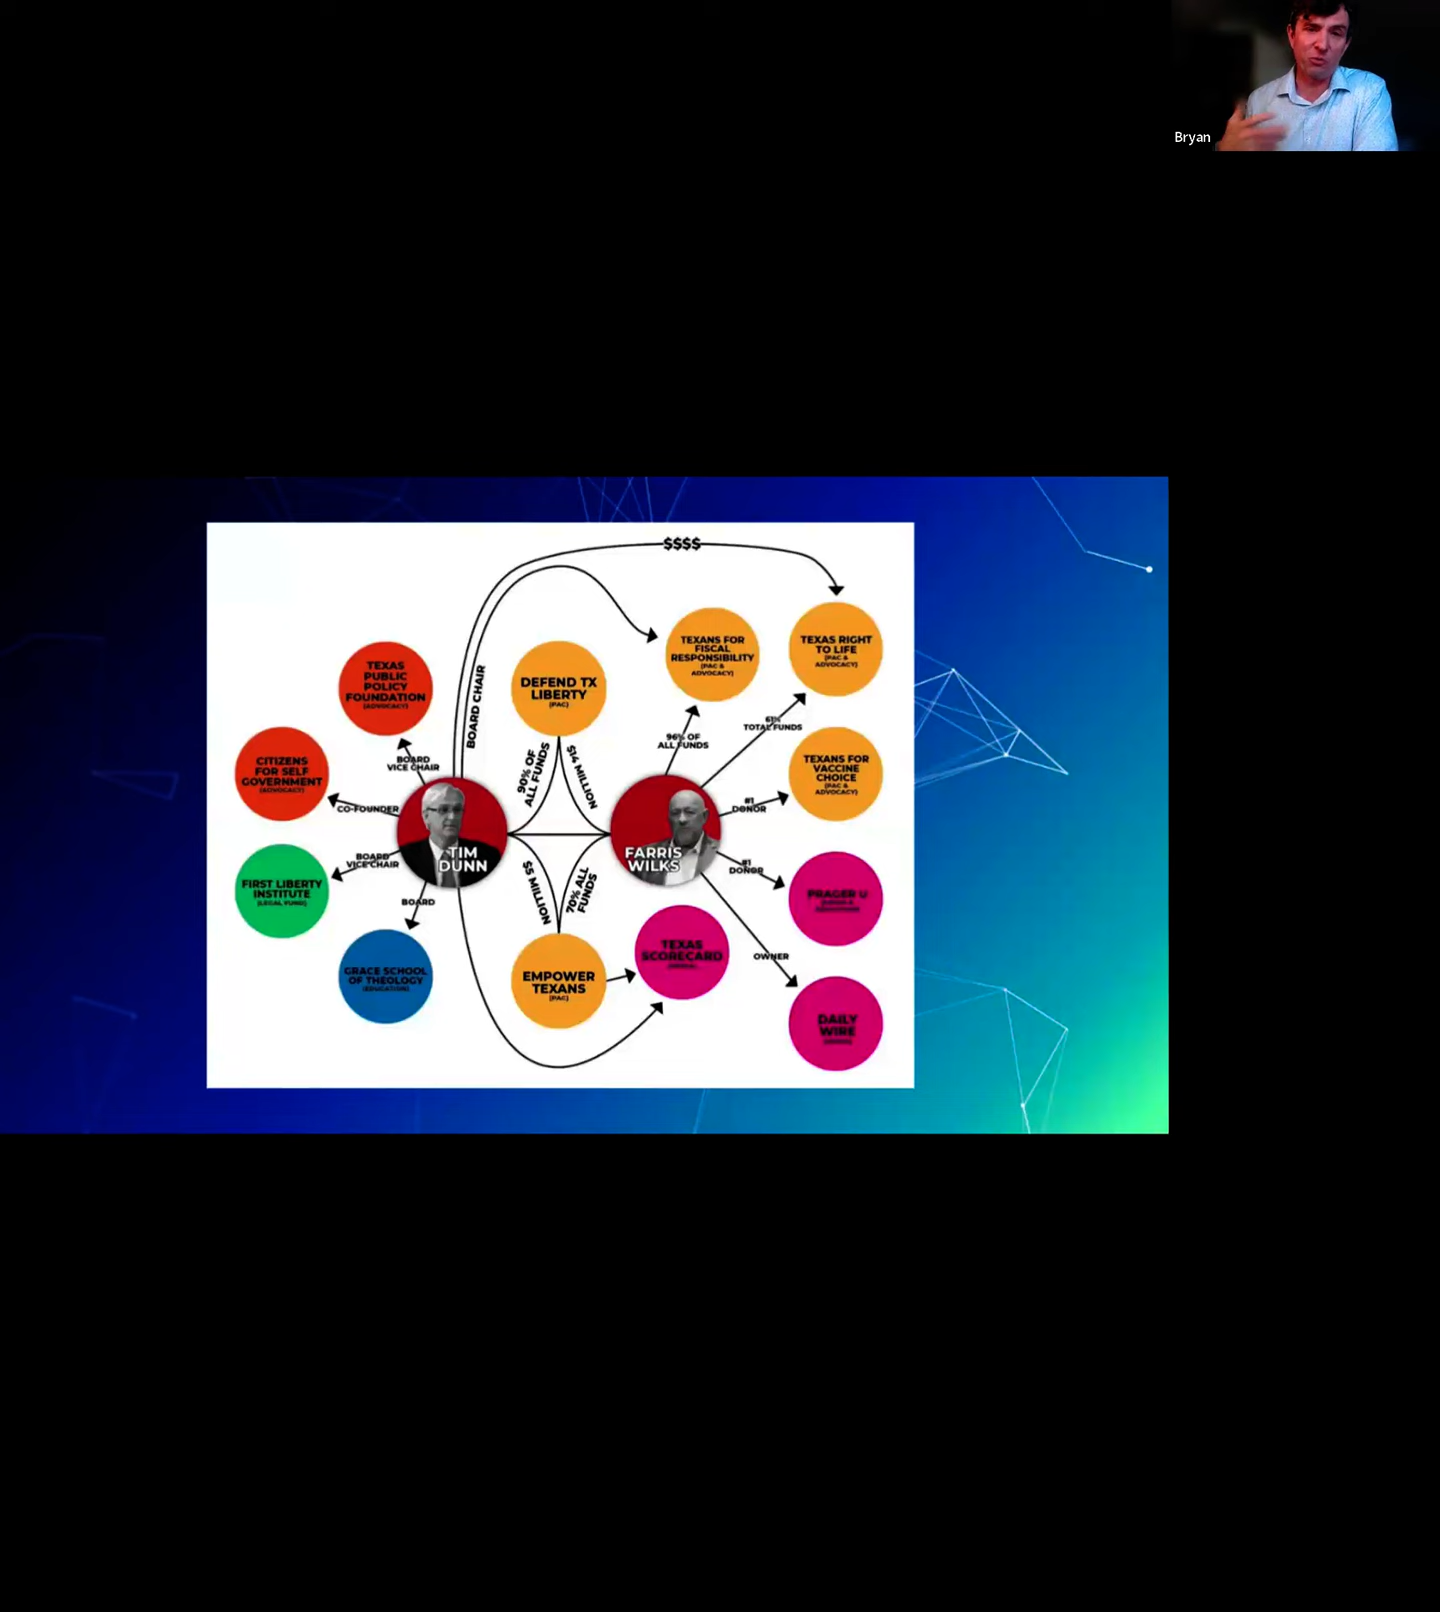 Bryan
$$$$
TEXANS FOR
FISCAL
RESPONSIBILITY
(PAC &
ADVOCACY)
TEXAS RIGHT
TO LIFE
(PAC &
ADVOCACY)
TEXAS
PUBLIC
POLICY
FOUNDATION
(ADVOCACY)
BOARD CHAIR
DEFEND TX
LIBERTY
(PAC)
61%
TOTAL FUNDS
96% OF
ALL FUNDS
BOARD
VICE CHAIR
90% OF
ALL FUNDS
$14 MILLION
CITIZENS
FOR SELF
GOVERNMENT
(ADVOCACY)
TEXANS FOR
VACCINE
CHOICE
(PAC &
ADVOCACY)
CO-FOUNDER
#1
DONOR
TIM
DUNN
FARRIS
WILKS
BOARD
VICE CHAIR
#1
DONOR
FIRST LIBERTY
INSTITUTE
(LEGAL FUND)
$5 MILLION
70% ALL
FUNDS
PRAGER U
BOARD
TEXAS
SCORECARD
OWNER
GRACE SCHOOL
OF THEOLOGY
(EDUCATION)
EMPOWER
TEXANS
(PAC)
DAILY
WIRE